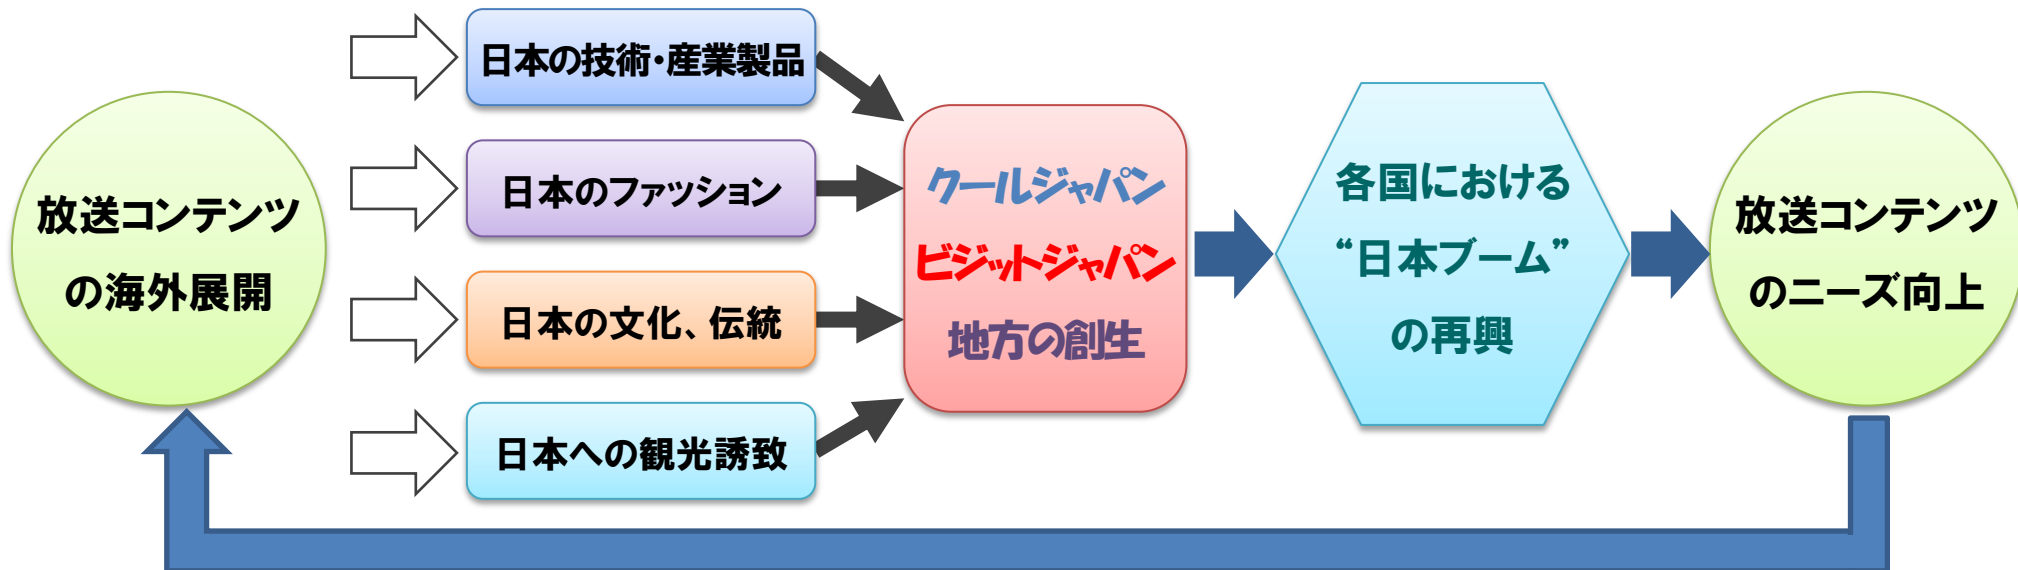 放送コンテンツ
の海外展開
日本の技術・産業製品
日本のファッション
日本の文化、伝統
日本への観光誘致
クールジャパン
ビジットジャパン
地方の創生
各国における
“日本ブーム”
の再興
放送コンテンツ
のニーズ向上